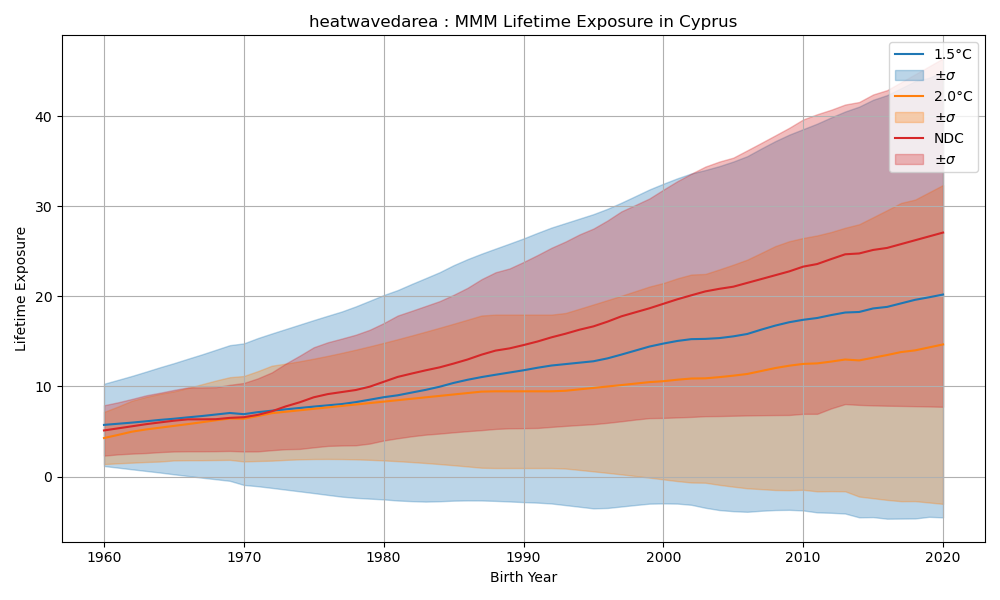 heatwavedarea : MMM Lifetime Exposure in Cyprus
1.5°C
±σ
2.0°C
±σ
NDC
±σ
Lifetime Exposure
40
30
20
10
0
1960 1970 1980 1990 2000 2010 2020
Birth Year